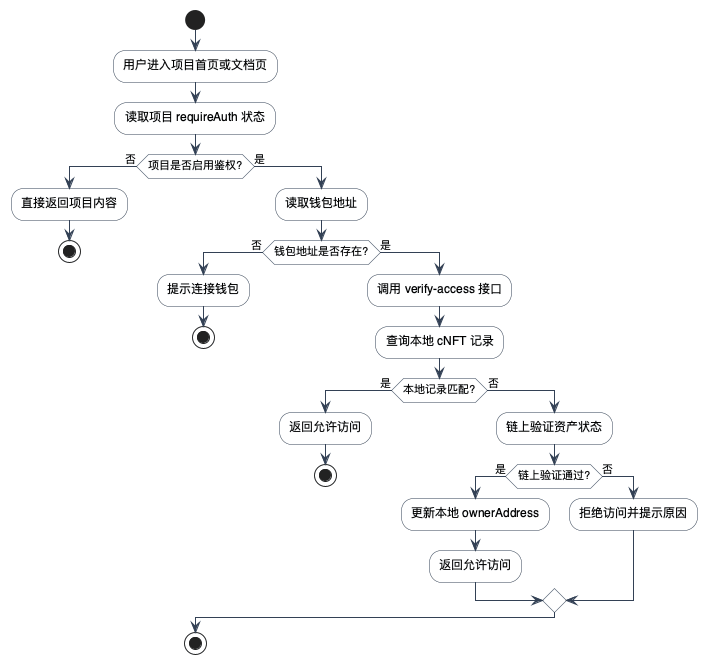 用户进入项目首页或文档页
读取项目 requireAuth 状态
否
项目是否启用鉴权?
是
直接返回项目内容
读取钱包地址
否
钱包地址是否存在?
是
提示连接钱包
调用 verify-access 接口
查询本地 cNFT 记录
是
本地记录匹配?
否
返回允许访问
链上验证资产状态
是
链上验证通过?
否
更新本地 ownerAddress
拒绝访问并提示原因
返回允许访问